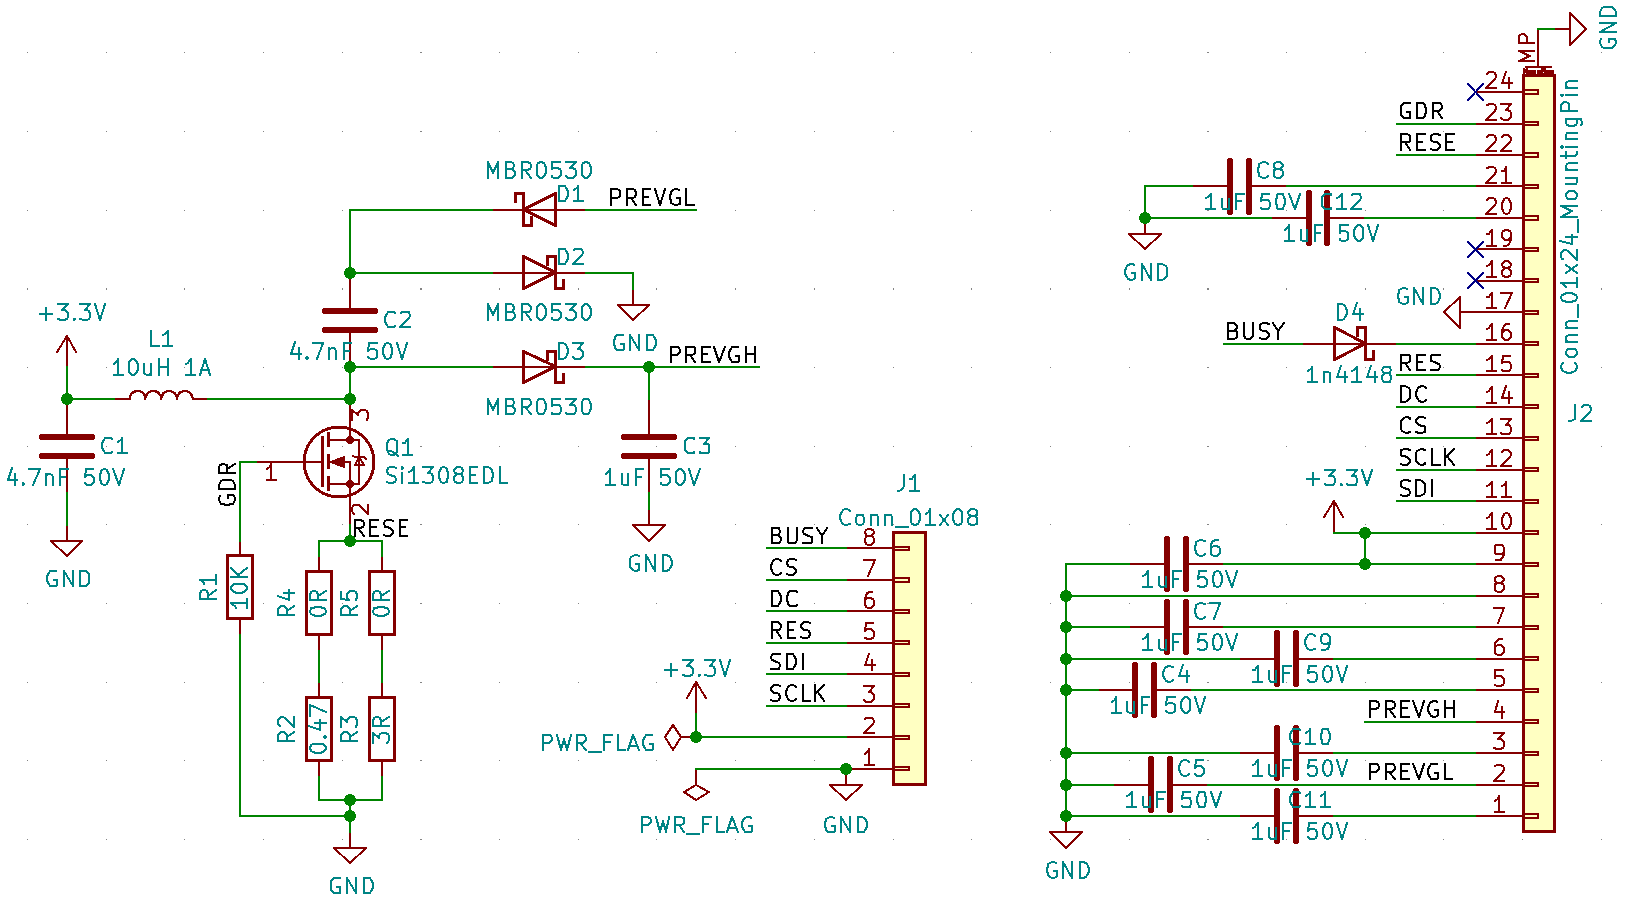 MBR0530
D1
PREVGL
D2
MBR0530
GND
+3.3V
L1
10uH 1A
C2
4.7nF 50V
D3
PREVGH
MBR0530
3
C1
4.7nF 50V
GND
GDR
1
Q1
Si1308EDL
2
RESE
C3
1uF 50V
GND
R1
10K
R4
0R
R5
0R
R2
0.47
R3
3R
GND
J1
Conn_01x08
BUSY 8
CS 7
DC 6
RES 5
SDI 4
SCLK 3
+3.3V
2
PWR_FLAG
1
PWR_FLAG
GND
GND
MP
24
GDR 23
RESE 22
C8
21
1uF 50V
C12
20
1uF 50V
GND
19
18
GND
17
Conn_01x24_MountingPin
D4
BUSY
16
1n4148
RES 15
DC 14
J2
CS 13
SCLK 12
SDI 11
+3.3V
10
C6
9
1uF 50V
8
C7
7
1uF 50V
C9
6
1uF 50V
C4
5
1uF 50V
PREVGH 4
C10
3
1uF 50V
C5
PREVGL 2
1uF 50V
C11
1
1uF 50V
GND